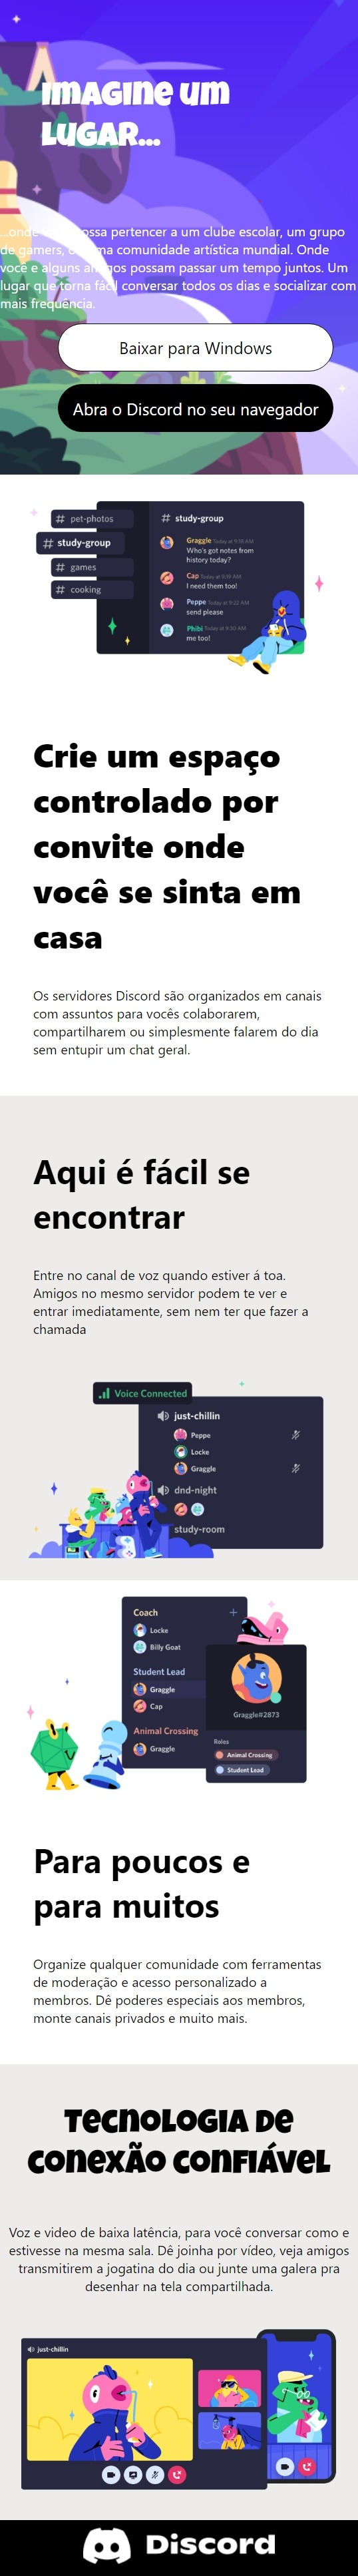 Imagine um
lugar...
...onde possa pertencer a um clube escolar, um grupo
de gamers, uma comunidade artística mundial. Onde
voce e alguns amigos possam passar um tempo juntos. Um
lugar que torna fácil conversar todos os dias e socializar com
mais frequência.
Baixar para Windows
Abra o Discord no seu navegador
# pet-photos
# study-group
# games
# cooking
# study-group
Graggle Today at 9:18 AM
Who's got notes from
history today?
Cap Today at 9:19 AM
I need them too!
Peppe Today at 9:22 AM
send please
Phibi Today at 9:30 AM
me too!
Crie um espaço
controlado por
convite onde
você se sinta em
casa
Os servidores Discord são organizados em canais
com assuntos para vocês colaborarem,
compartilharem ou simplesmente falarem do dia
sem entupir um chat geral.
Aqui é fácil se
encontrar
Entre no canal de voz quando estiver á toa.
Amigos no mesmo servidor podem te ver e
entrar imediatamente, sem nem ter que fazer a
chamada
Voice Connected
just-chillin
Peppe
Locke
Graggle
dnd-night
study-room
Coach
Locke
Billy Goat
Student Lead
Graggle
Cap
Animal Crossing
Graggle
Graggle#2873
Roles
Animal Crossing
Student Lead
Para poucos e
para muitos
Organize qualquer comunidade com ferramentas
de moderação e acesso personalizado a
membros. Dê poderes especiais aos membros,
monte canais privados e muito mais.
Tecnologia de
conexão confiável
Voz e video de baixa latência, para você conversar como e
estivesse na mesma sala. Dê joinha por vídeo, veja amigos
transmitirem a jogatina do dia ou junte uma galera pra
desenhar na tela compartilhada.
just-chillin
Discord